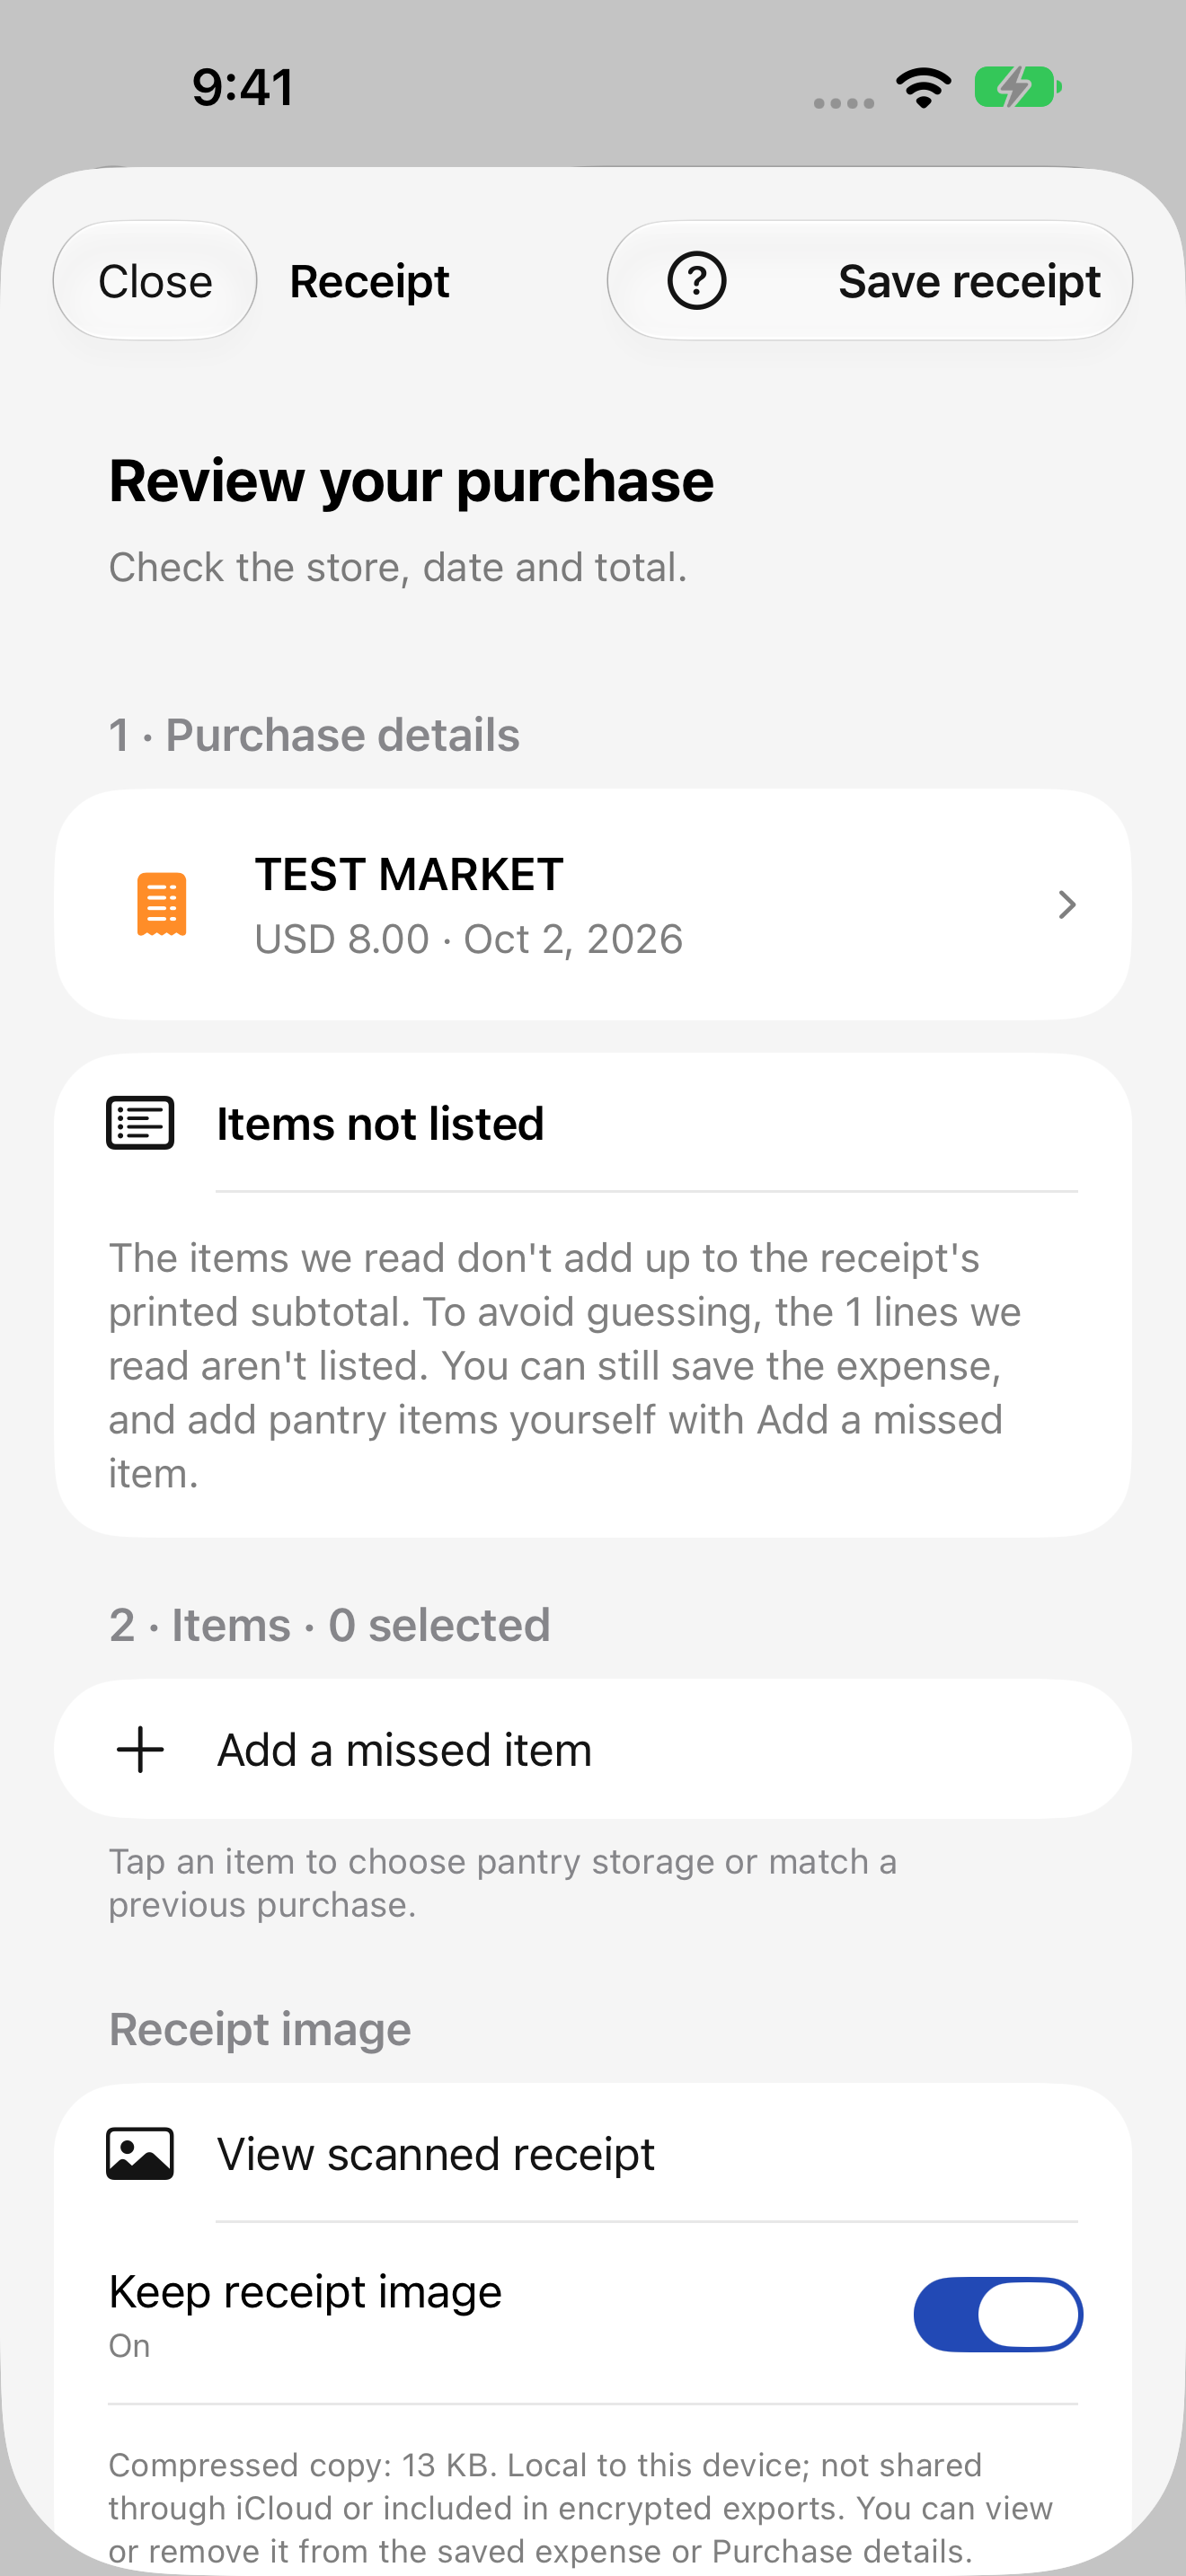 9:41
Close
Receipt
?
Save receipt
Review your purchase
Check the store, date and total.
1 · Purchase details
TEST MARKET
USD 8.00 · Oct 2, 2026
Items not listed
The items we read don't add up to the receipt's
printed subtotal. To avoid guessing, the 1 lines we
read aren't listed. You can still save the expense,
and add pantry items yourself with Add a missed
item.
2 · Items · 0 selected
Add a missed item
Tap an item to choose pantry storage or match a
previous purchase.
Receipt image
View scanned receipt
Keep receipt image
On
Compressed copy: 13 KB. Local to this device; not shared
through iCloud or included in encrypted exports. You can view
or remove it from the saved expense or Purchase details.